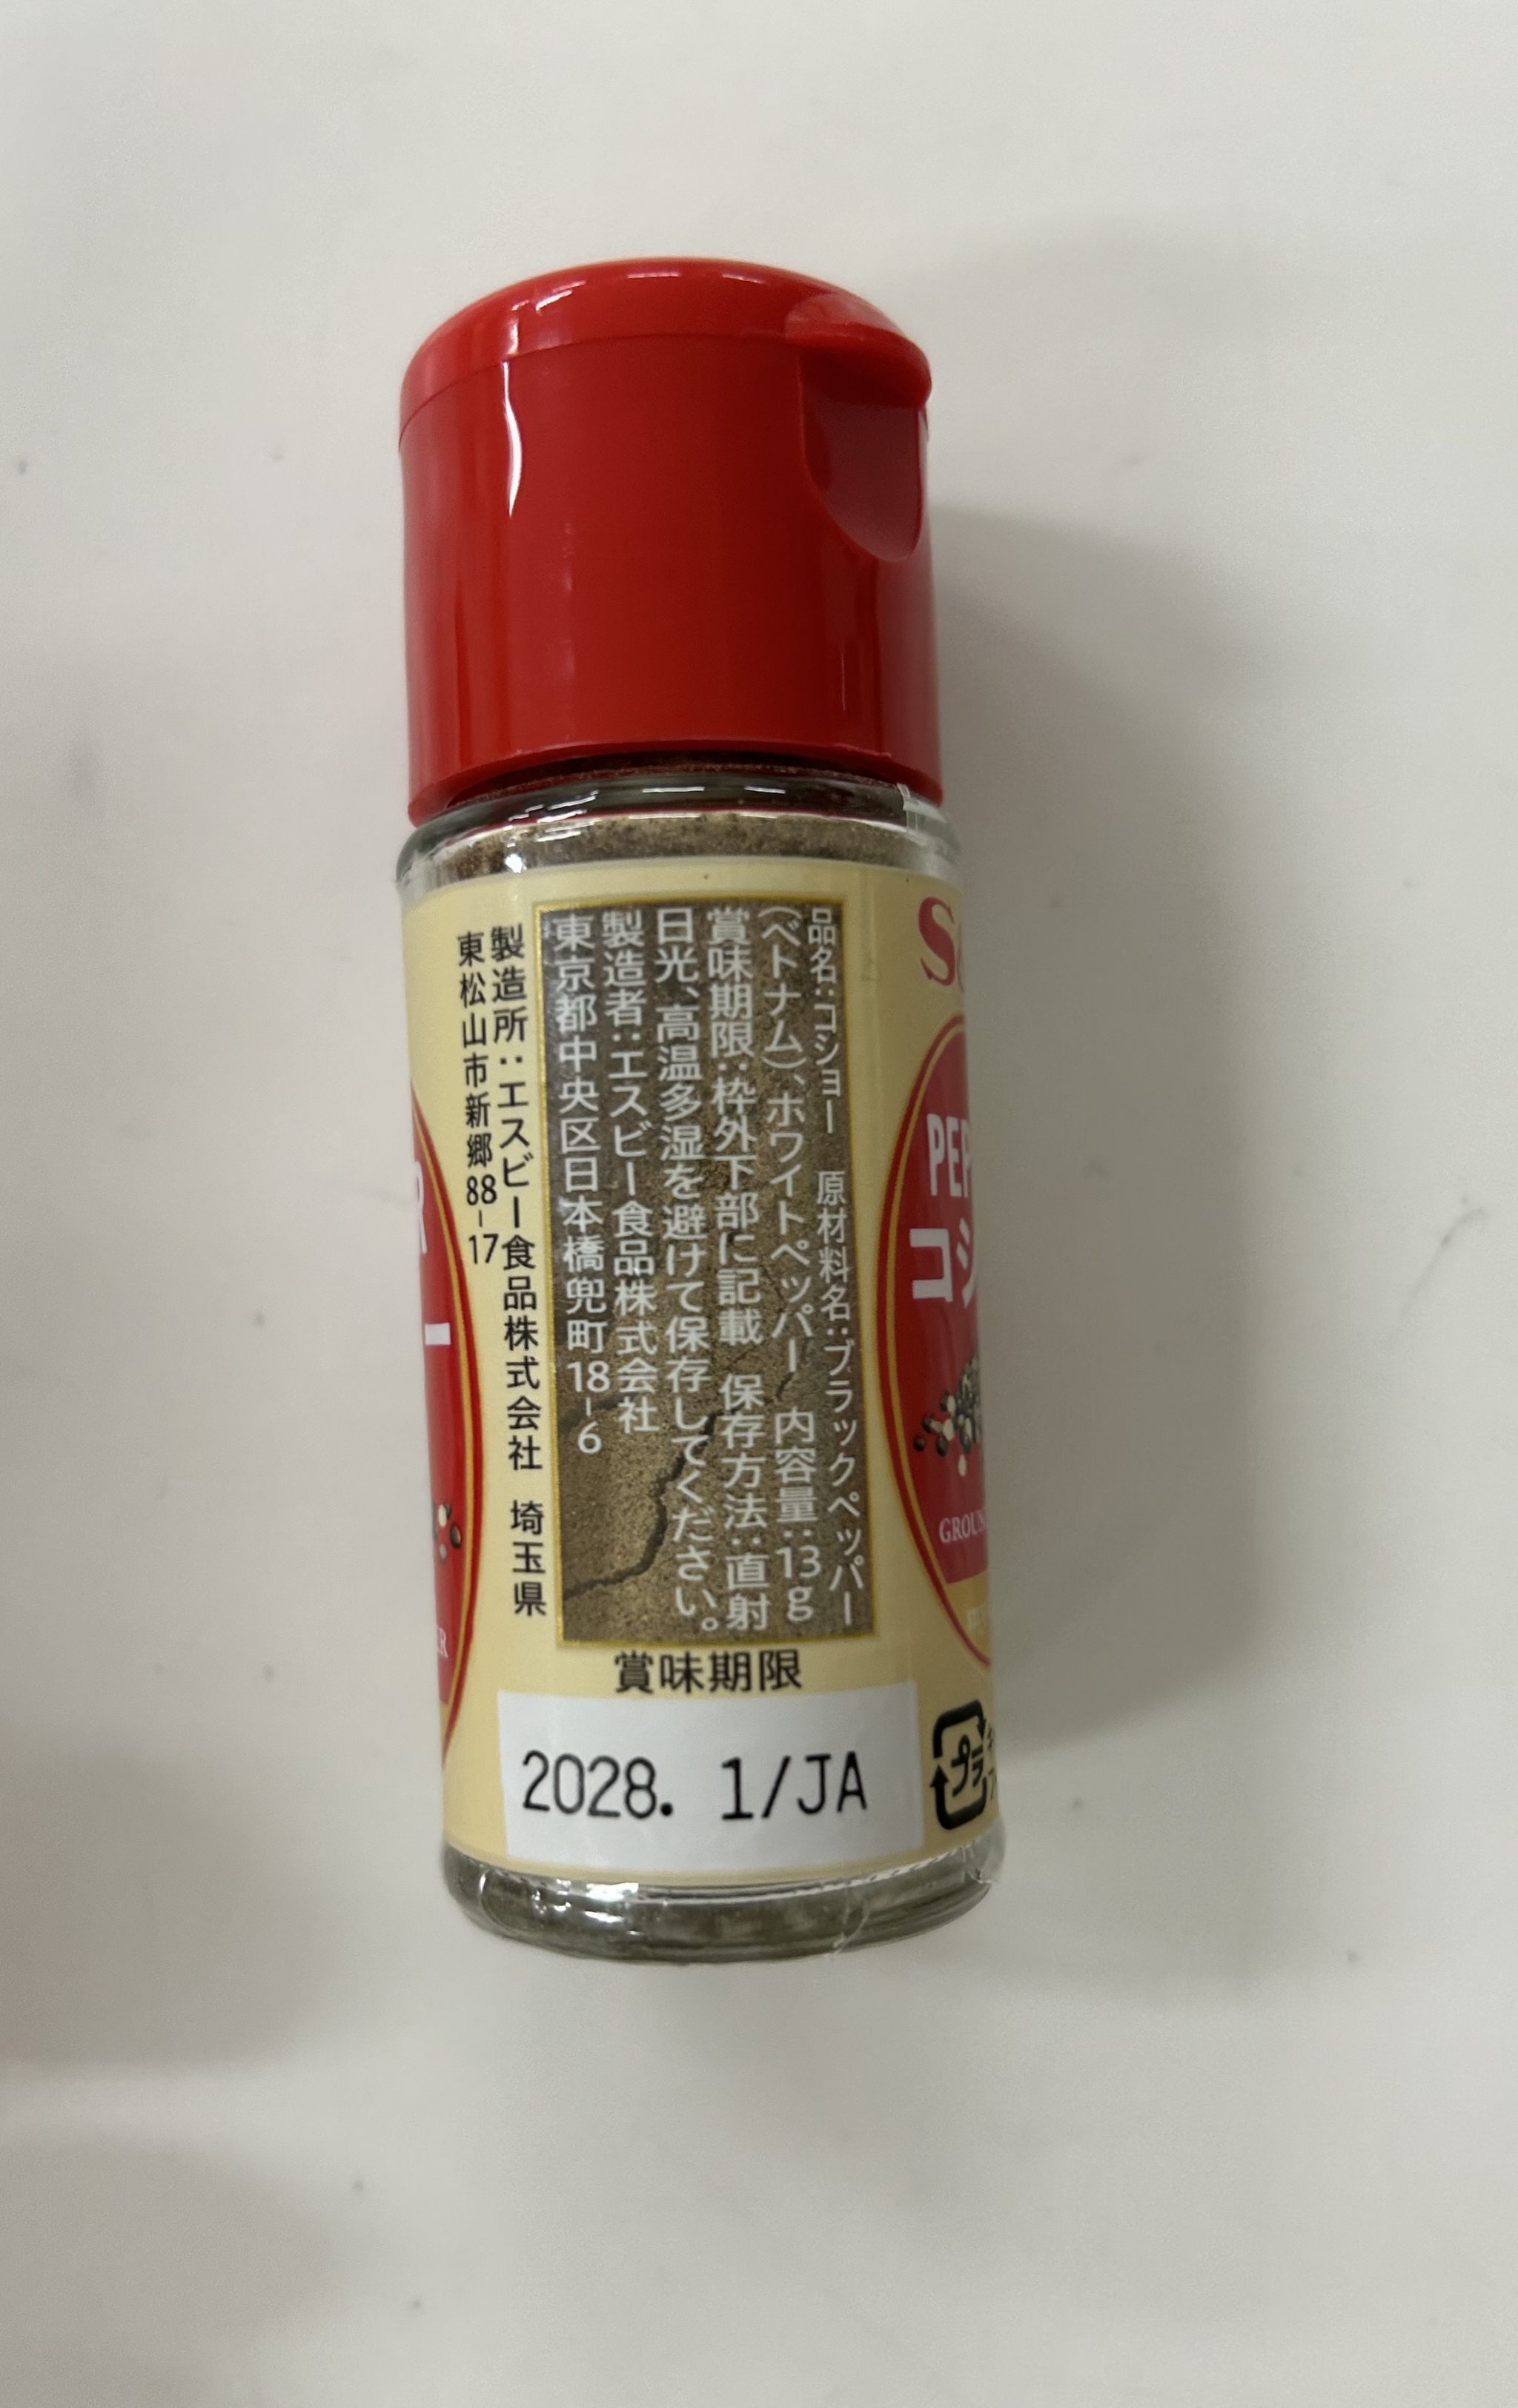 品名：コショー　原材料名：ブラックペッパー
（ベトナム）、ホワイトペッパー　内容量：13g
賞味期限：枠外下部に記載　保存方法：直射
日光、高温多湿を避けて保存してください。
製造者：エスビー食品株式会社
東京都中央区日本橋兜町18-6
製造所：エスビー食品株式会社　埼玉県
東松山市新郷88-17
賞味期限
2028. 1/JA
プラ